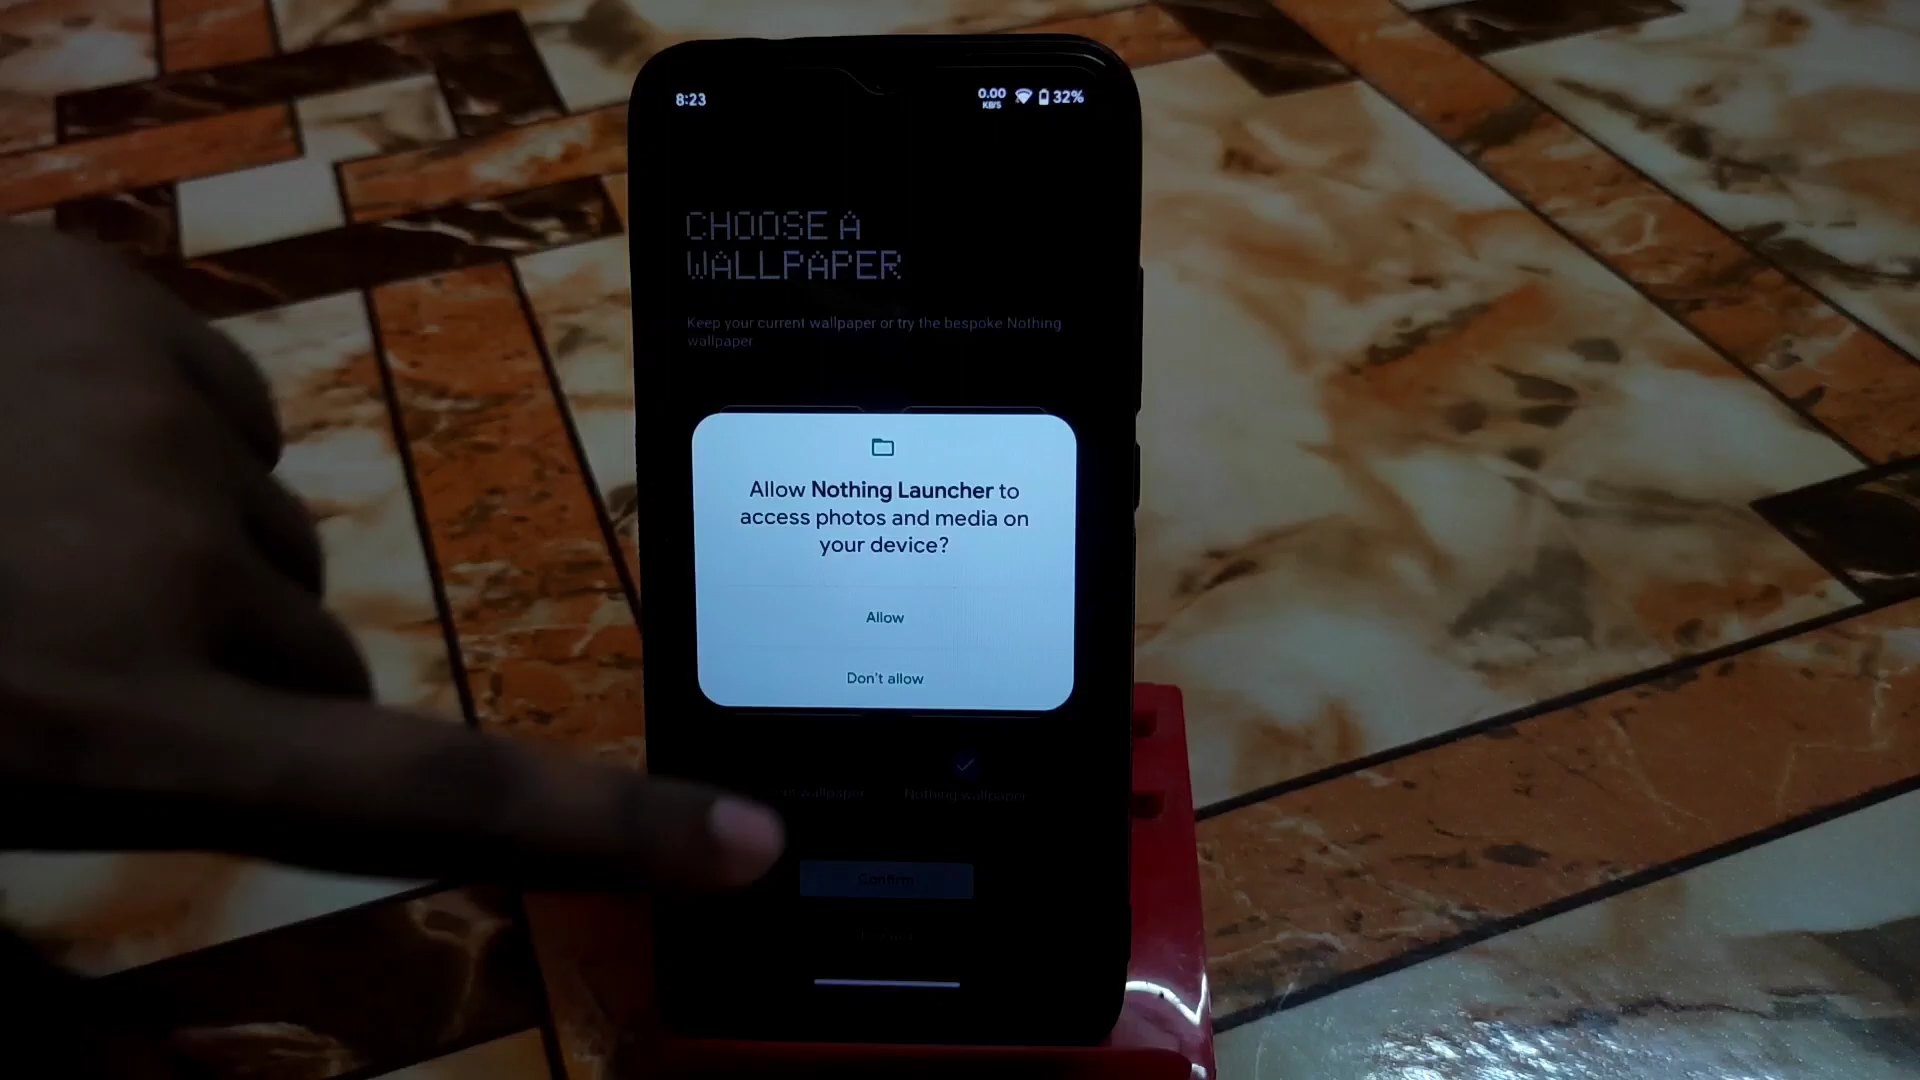 8:23
0.00
KB/S
32%
CHOOSE A
WALLPAPER
Keep your current wallpaper or try the bespoke Nothing
wallpaper
Allow Nothing Launcher to
access photos and media on
your device?
Allow
Don't allow
wallpaper
Nothing wallpaper
Confirm